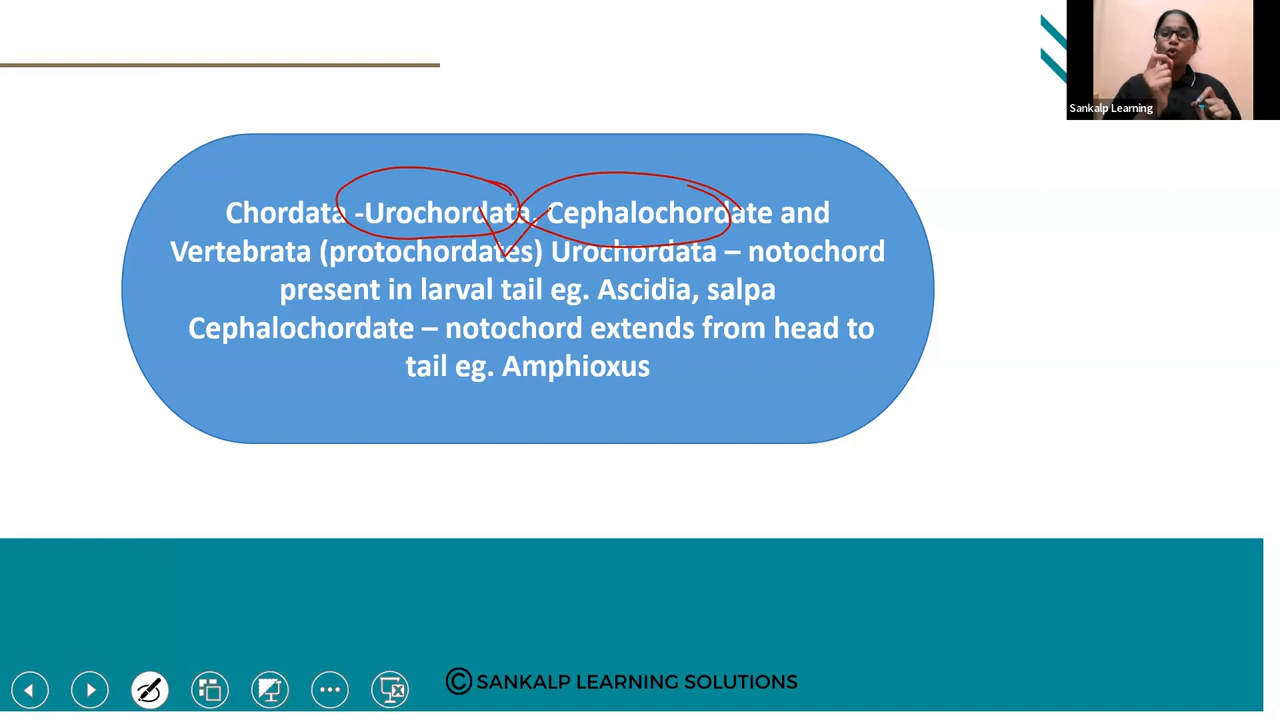 Sankalp Learning
Chordata -Urochordata, Cephalochordate and
Vertebrata (protochordates) Urochordata – notochord
present in larval tail eg. Ascidia, salpa
Cephalochordate – notochord extends from head to
tail eg. Amphioxus
© SANKALP LEARNING SOLUTIONS